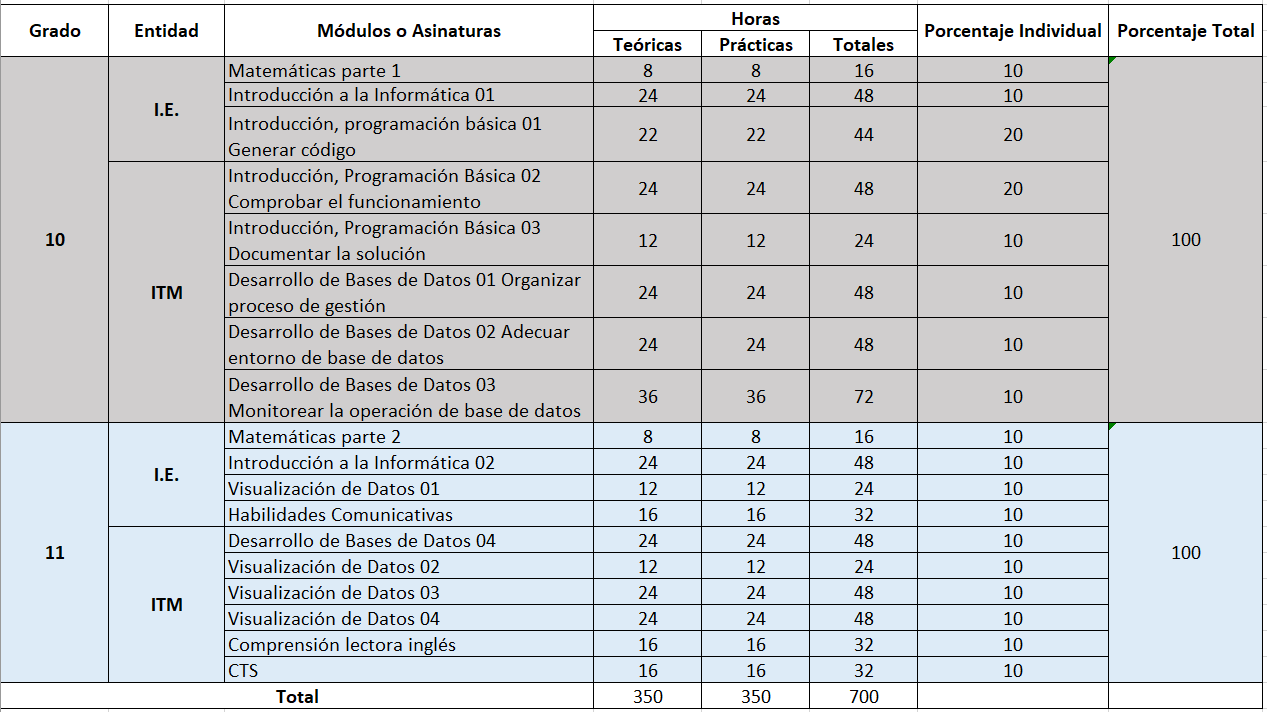 Grado Entidad Módulos o Asinaturas Horas Porcentaje Individual Porcentaje Total
Teóricas Prácticas Totales
10 I.E. Matemáticas parte 1 8 8 16 10 100
Introducción a la Informática 01 24 24 48 10
Introducción, programación básica 01
Generar código 22 22 44 20
ITM Introducción, Programación Básica 02
Comprobar el funcionamiento 24 24 48 20
Introducción, Programación Básica 03
Documentar la solución 12 12 24 10
Desarrollo de Bases de Datos 01 Organizar
proceso de gestión 24 24 48 10
Desarrollo de Bases de Datos 02 Adecuar
entorno de base de datos 24 24 48 10
Desarrollo de Bases de Datos 03
Monitorear la operación de base de datos 36 36 72 10
11 I.E. Matemáticas parte 2 8 8 16 10 100
Introducción a la Informática 02 24 24 48 10
Visualización de Datos 01 12 12 24 10
Habilidades Comunicativas 16 16 32 10
ITM Desarrollo de Bases de Datos 04 24 24 48 10
Visualización de Datos 02 12 12 24 10
Visualización de Datos 03 24 24 48 10
Visualización de Datos 04 24 24 48 10
Comprensión lectora inglés 16 16 32 10
CTS 16 16 32 10
Total 350 350 700